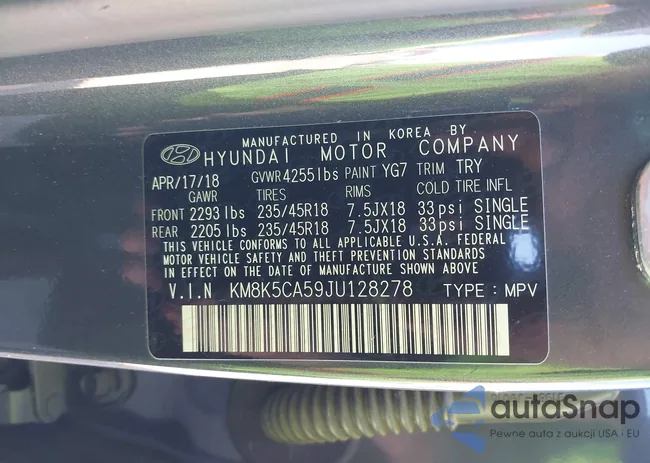 MANUFACTURED IN KOREA BY
HYUNDAI MOTOR COMPANY
APR/17/18 GVWR 4255lbs PAINT YG7 TRIM TRY
GAWR TIRES RIMS COLD TIRE INFL
FRONT 2293 lbs 235/45R18 7.5JX18 33psi SINGLE
REAR 2205 lbs 235/45R18 7.5JX18 33psi SINGLE
THIS VEHICLE CONFORMS TO ALL APPLICABLE U.S.A. FEDERAL
MOTOR VEHICLE SAFETY AND THEFT PREVENTION STANDARDS
IN EFFECT ON THE DATE OF MANUFACTURE SHOWN ABOVE
V.I.N KM8K5CA59JU128278 TYPE : MPV
autoSnap
Pewne auta z aukcji USA i EU